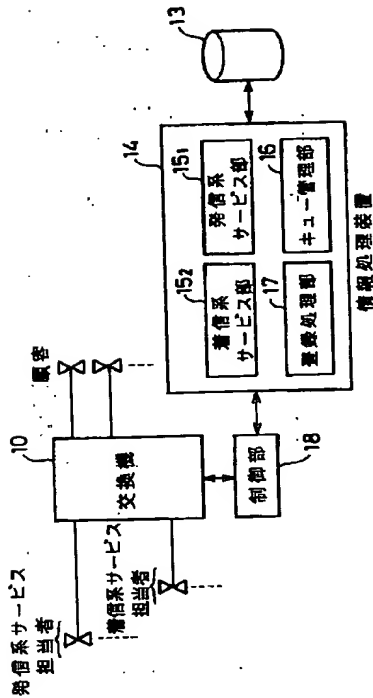 発信系サービス
担当者
着信系サービス
担当者
10
交換機
顧客
18
制御部
14
15₂
着信系
サービス部
15₁
発信系
サービス部
17
登録処理部
16
キュー管理部
情報処理装置
13